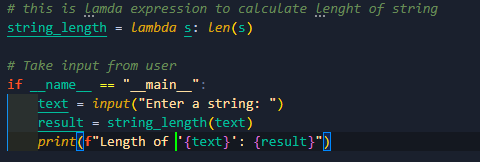 # this is Lamda expression to calculate Lenght of string
string_length = lambda s: len(s)
# Take input from user
if __name__ == "__main__":
text = input("Enter a string: ")
result = string_length(text)
print(f"Length of '{text}': {result}")